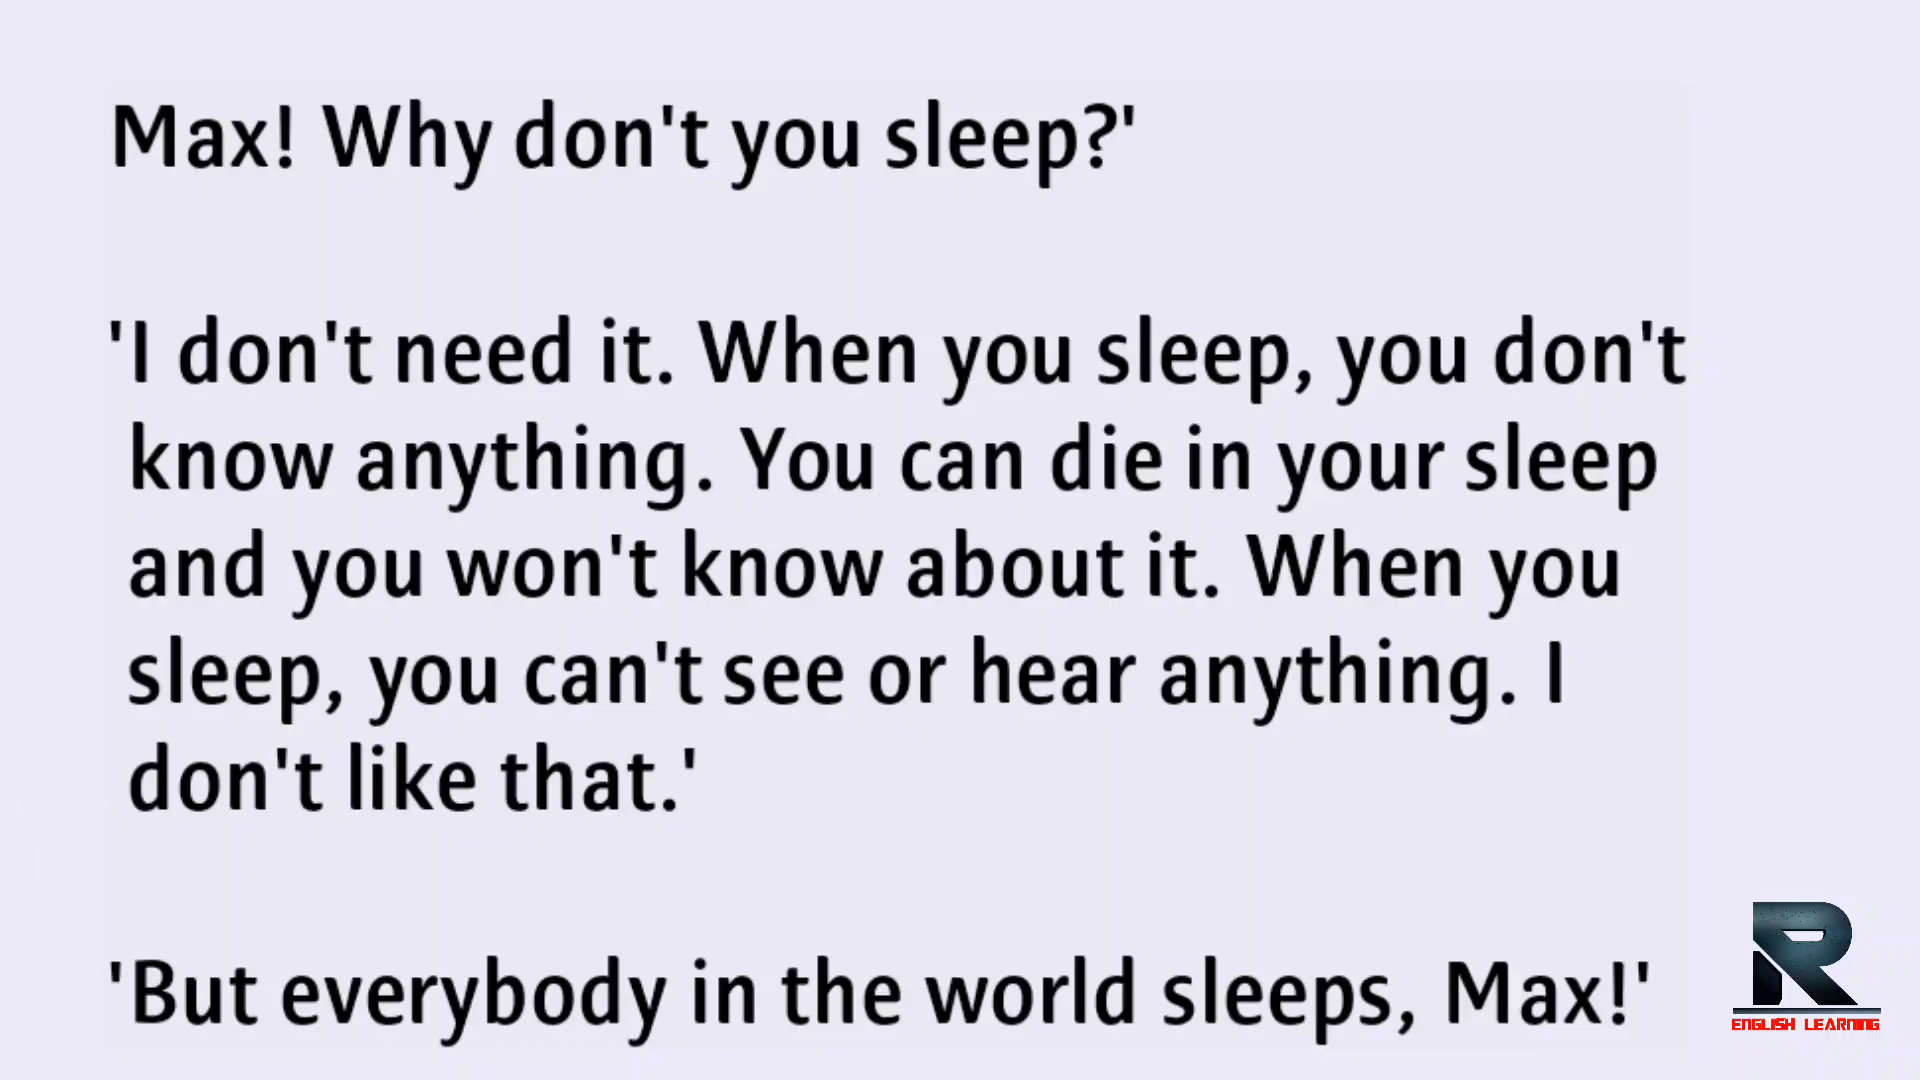 Max! Why don't you sleep?'
'I don't need it. When you sleep, you don't
know anything. You can die in your sleep
and you won't know about it. When you
sleep, you can't see or hear anything. I
don't like that.'
'But everybody in the world sleeps, Max!'
R
ENGLISH LEARNING